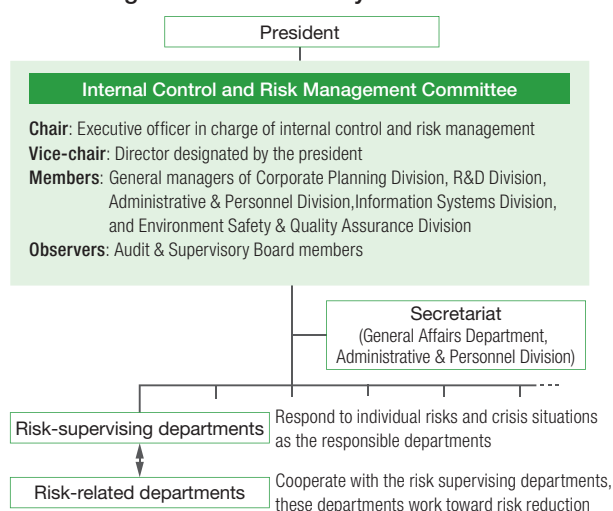 President
Internal Control and Risk Management Committee
Chair: Executive officer in charge of internal control and risk management
Vice-chair: Director designated by the president
Members: General managers of Corporate Planning Division, R&D Division,
Administrative & Personnel Division,Information Systems Division,
and Environment Safety & Quality Assurance Division
Observers: Audit & Supervisory Board members
Secretariat
(General Affairs Department,
Administrative & Personnel Division)
Risk-supervising departments
Respond to individual risks and crisis situations
as the responsible departments
Risk-related departments
Cooperate with the risk supervising departments,
these departments work toward risk reduction